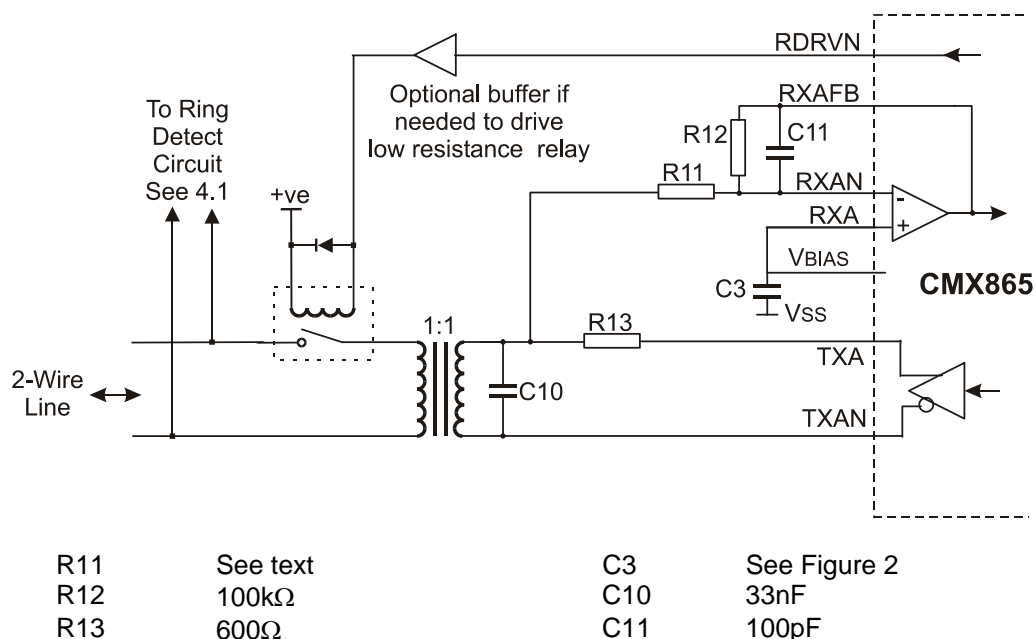 RDRVN
Optional buffer if
needed to drive
low resistance relay
RXAFB
To Ring
Detect
Circuit
See 4.1
R12
C11
R11
RXAN
-
+ve
RXA
+
VBIAS
C3
CMX865
VSS
1:1
R13
TXA
2-Wire
Line
C10
TXAN
R11 See text C3 See Figure 2
R12 100kΩ C10 33nF
R13 600Ω C11 100pF